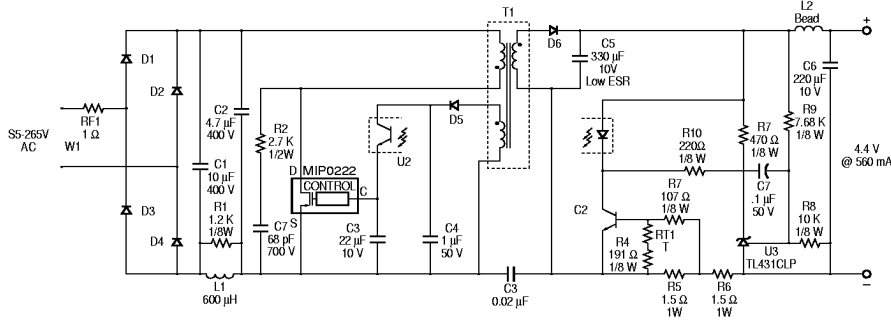 T1
L2
Bead
+
D1
D2
D6
C5
330 µF
10V
Low ESR
C6
220 µF
10 V
S5-265V
AC
W1
RF1
1 Ω
C2
4.7 µF
400 V
R2
2.7 K
1/2W
U2
D5
R10
220Ω
1/8 W
R7
470 Ω
1/8 W
R9
7.68 K
1/8 W
4.4 V
@ 560 mA
C1
10 µF
400 V
D MIP0222
CONTROL
C
S
C7
.1 µF
50 V
D3
D4
R1
1.2 K
1/8W
C7
68 pF
700 V
C3
22 µF
10 V
C4
1 µF
50 V
C2
R7
107 Ω
1/8 W
RT1
T
R4
191 Ω
1/8 W
R8
10 K
1/8 W
U3
TL431CLP
L1
600 µH
C3
0.02 µF
R5
1.5 Ω
1W
R6
1.5 Ω
1W
−